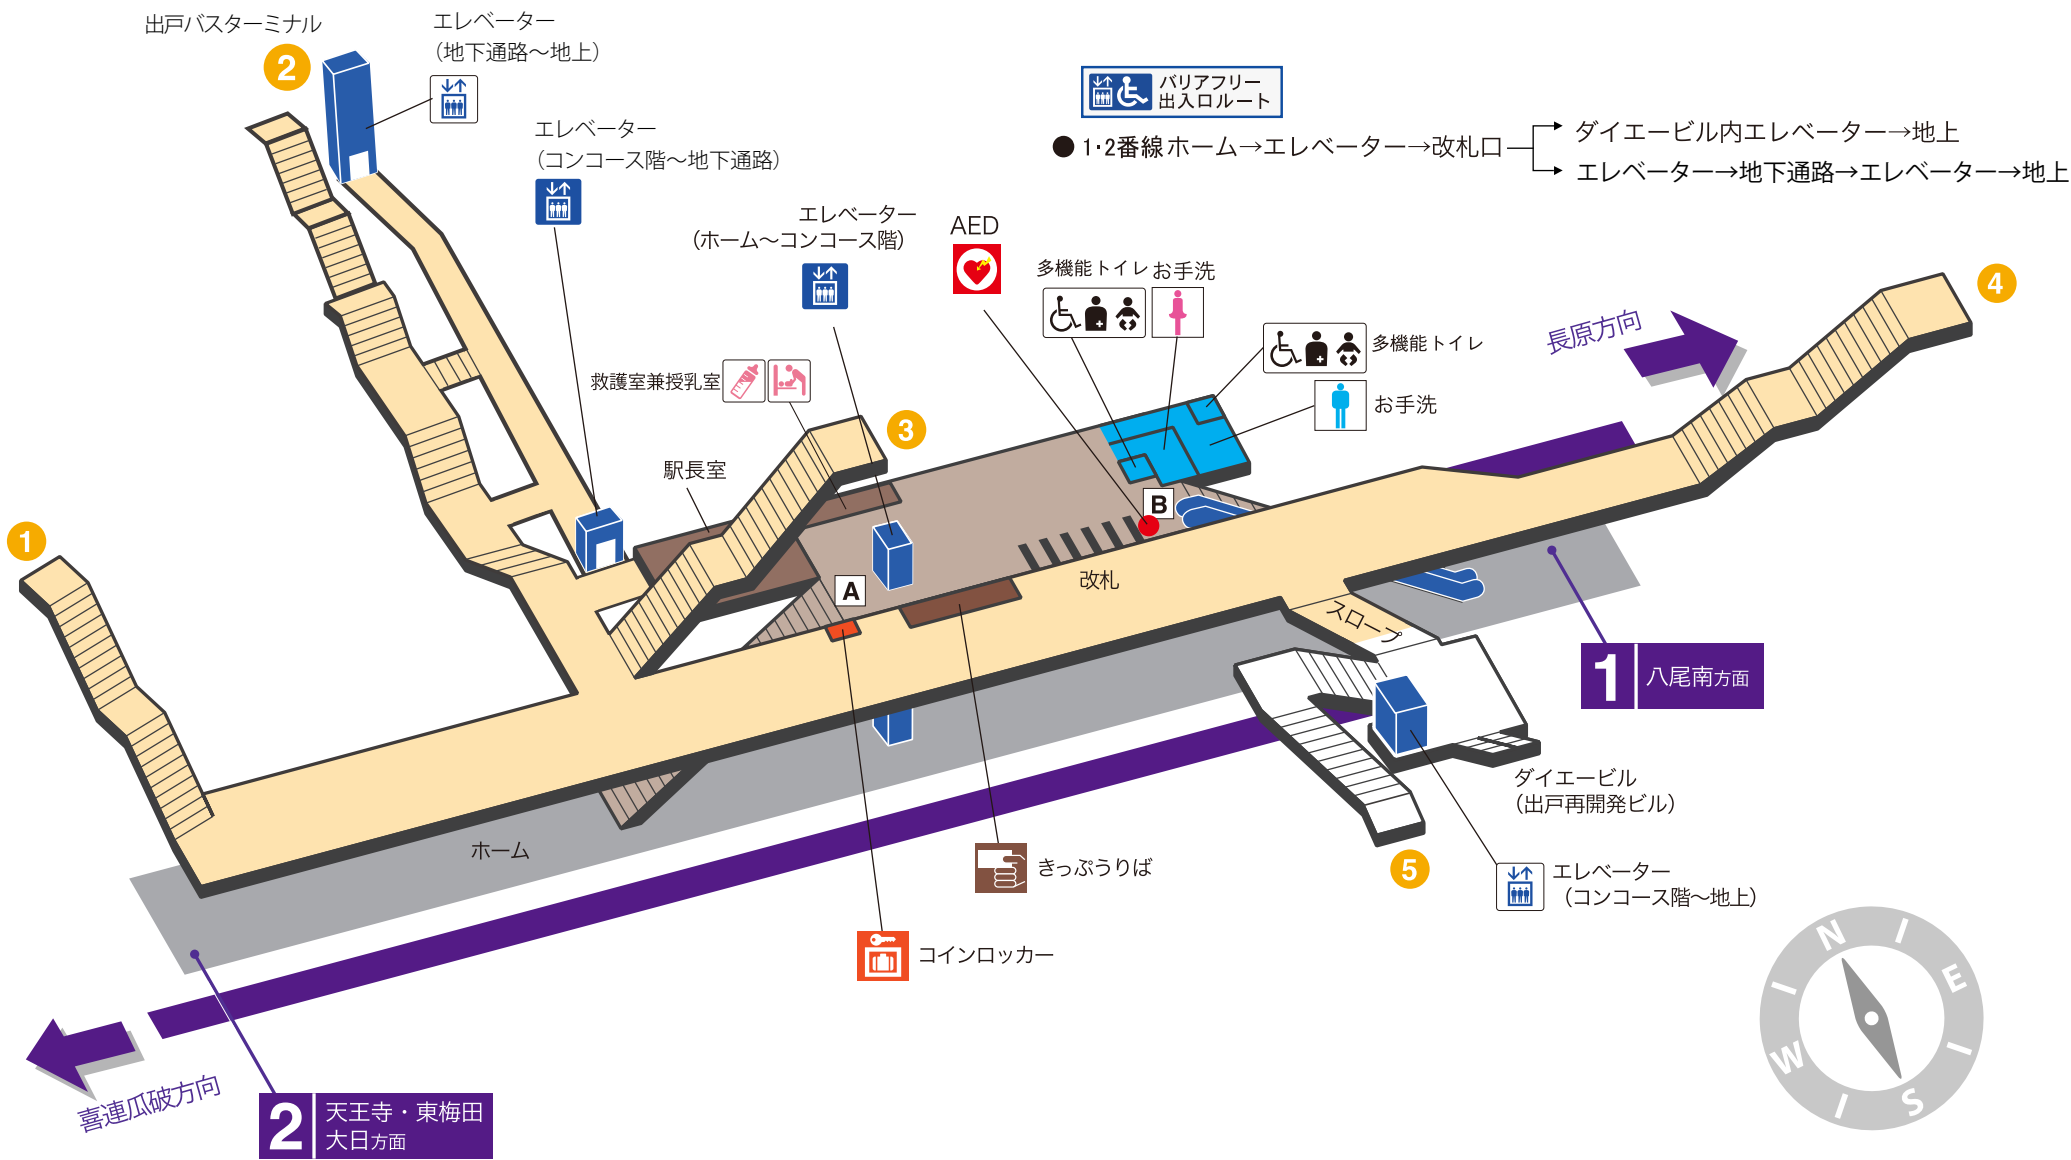 出戸バスターミナル
2
エレベーター
（地下通路〜地上）
エレベーター
（コンコース階〜地下通路）
エレベーター
（ホーム〜コンコース階）
バリアフリー
出入口ルート
● 1・2番線 ホーム→エレベーター→改札口
ダイエービル内エレベーター→地上
エレベーター→地下通路→エレベーター→地上
AED
多機能トイレ
お手洗
多機能トイレ
お手洗
長原方向
4
救護室兼授乳室
3
駅長室
1
A
B
改札
スロープ
1
八尾南方面
ホーム
ダイエービル
（出戸再開発ビル）
5
エレベーター
（コンコース階〜地上）
きっぷうりば
コインロッカー
喜連瓜破方向
2
天王寺・東梅田
大日方面
N
E
S
W